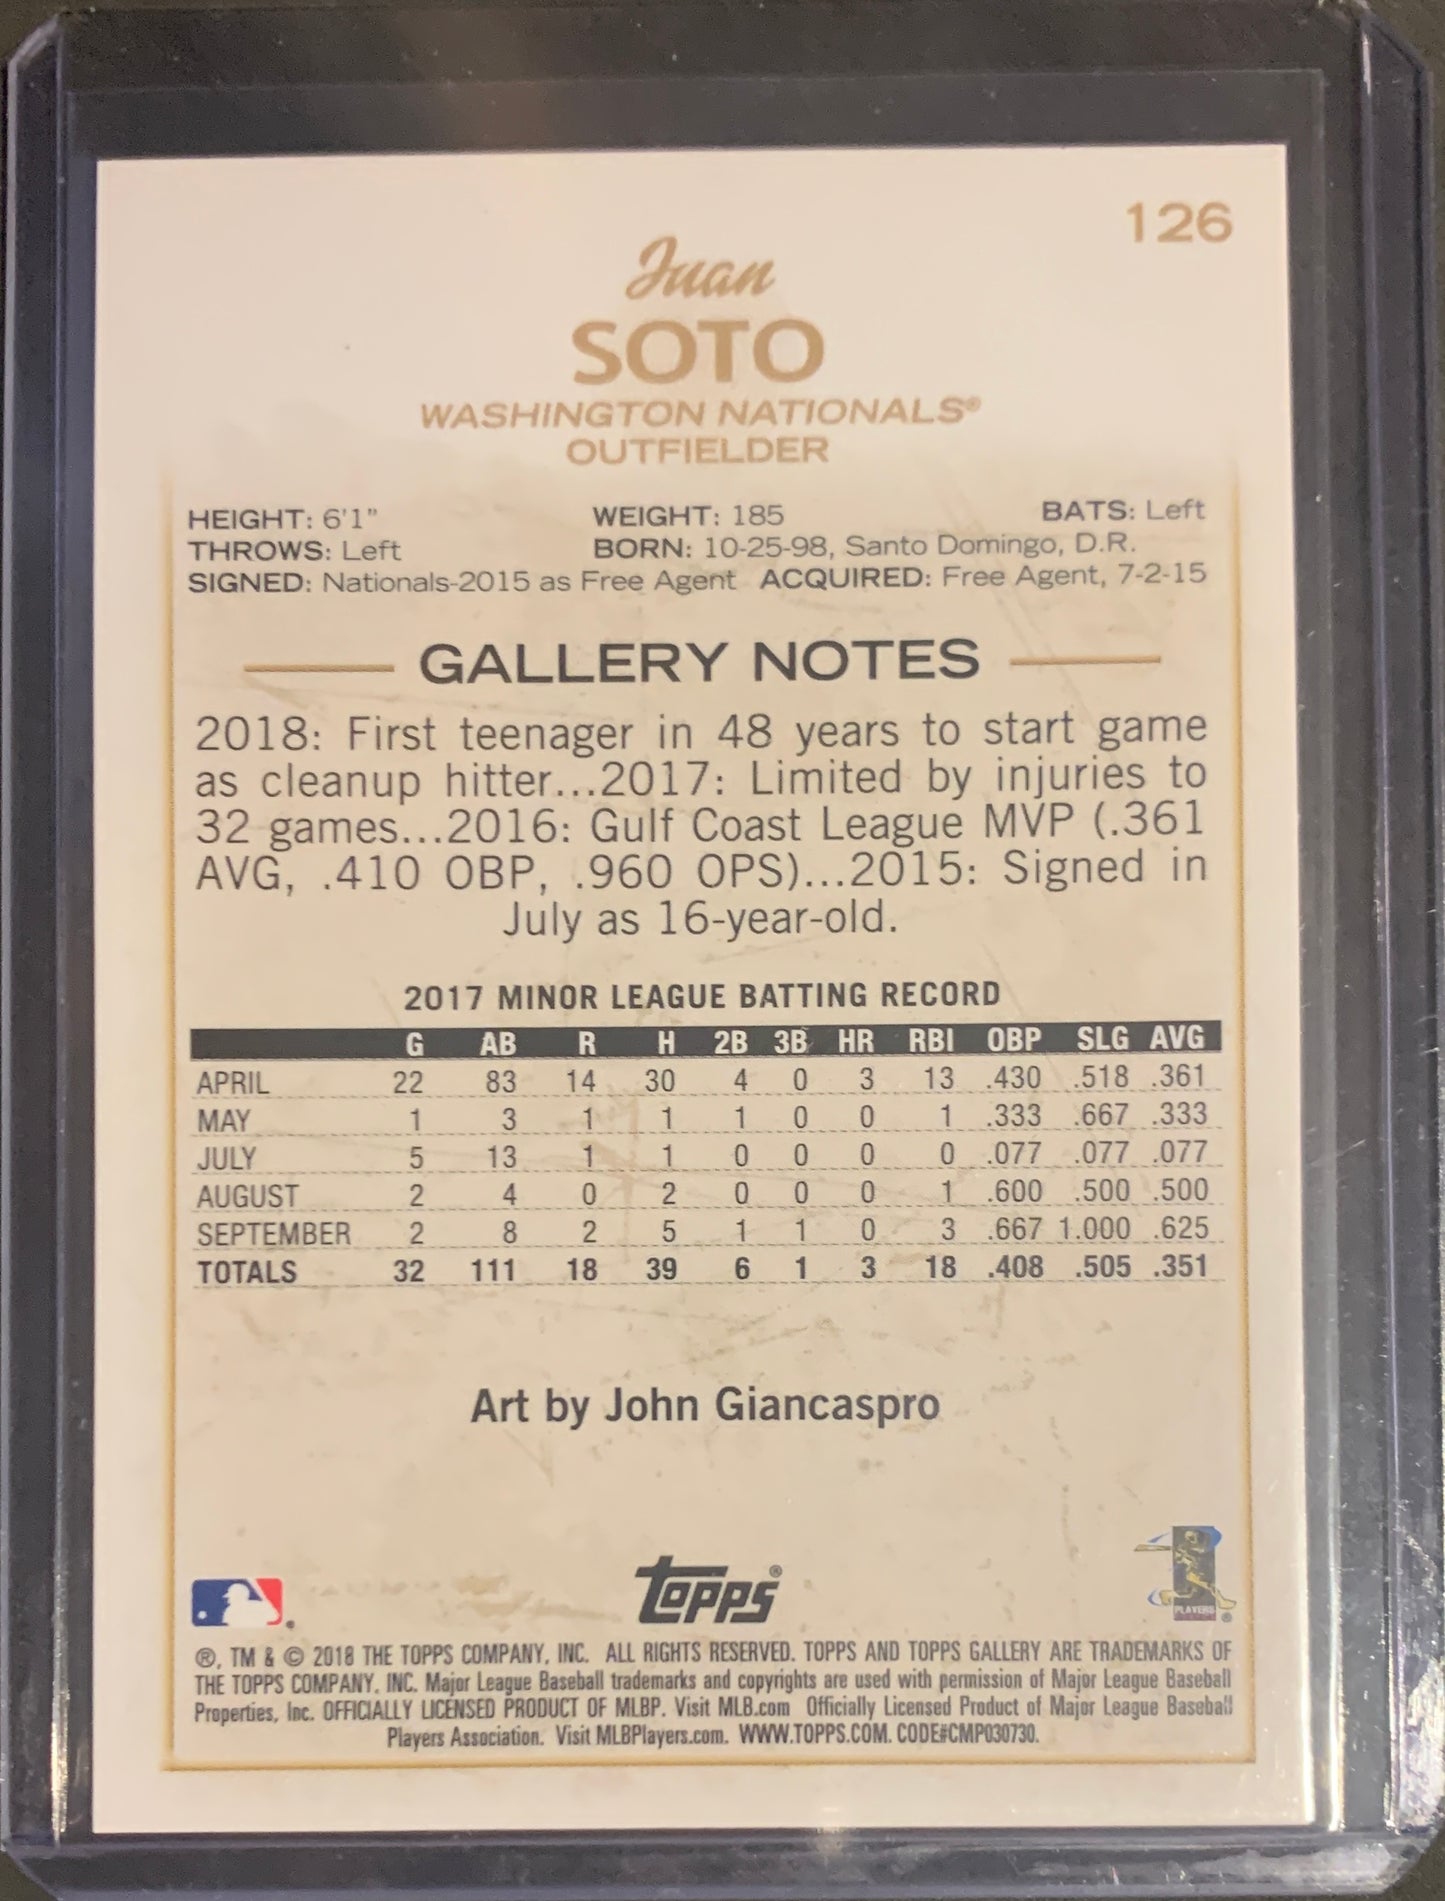 126
Juan
SOTO
WASHINGTON NATIONALS®
OUTFIELDER
HEIGHT: 6'1" WEIGHT: 185 BATS: Left
THROWS: Left BORN: 10-25-98, Santo Domingo, D.R.
SIGNED: Nationals-2015 as Free Agent ACQUIRED: Free Agent, 7-2-15
GALLERY NOTES
2018: First teenager in 48 years to start game
as cleanup hitter...2017: Limited by injuries to
32 games...2016: Gulf Coast League MVP (.361
AVG, .410 OBP, .960 OPS)...2015: Signed in
July as 16-year-old.
2017 MINOR LEAGUE BATTING RECORD
G AB R H 2B 3B HR RBI OBP SLG AVG
APRIL 22 83 14 30 4 0 3 13 .430 .518 .361
MAY 1 3 1 1 1 0 0 1 .333 .667 .333
JULY 5 13 1 1 0 0 0 0 .077 .077 .077
AUGUST 2 4 0 2 0 0 0 1 .600 .500 .500
SEPTEMBER 2 8 2 5 1 1 0 3 .667 1.000 .625
TOTALS 32 111 18 39 6 1 3 18 .408 .505 .351
Art by John Giancaspro
topps®
PLAYERS ®
®, TM & © 2018 THE TOPPS COMPANY, INC. ALL RIGHTS RESERVED. TOPPS AND TOPPS GALLERY ARE TRADEMARKS OF
THE TOPPS COMPANY, INC. Major League Baseball trademarks and copyrights are used with permission of Major League Baseball
Properties, Inc. OFFICIALLY LICENSED PRODUCT OF MLBP. Visit MLB.com Officially Licensed Product of Major League Baseball
Players Association. Visit MLBPlayers.com. WWW.TOPPS.COM. CODE#CMP030730.